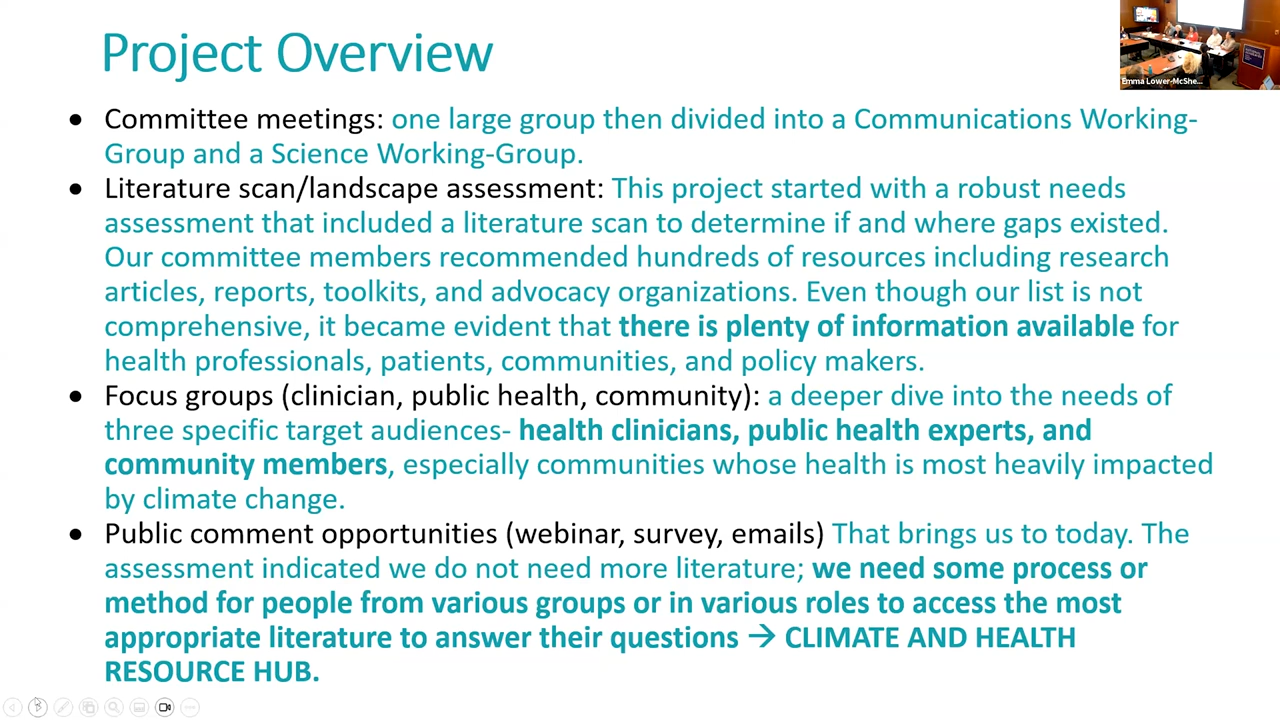 Project Overview
Emma Lower-McShe...
• Committee meetings: one large group then divided into a Communications Working-
Group and a Science Working-Group.
• Literature scan/landscape assessment: This project started with a robust needs
assessment that included a literature scan to determine if and where gaps existed.
Our committee members recommended hundreds of resources including research
articles, reports, toolkits, and advocacy organizations. Even though our list is not
comprehensive, it became evident that there is plenty of information available for
health professionals, patients, communities, and policy makers.
• Focus groups (clinician, public health, community): a deeper dive into the needs of
three specific target audiences- health clinicians, public health experts, and
community members, especially communities whose health is most heavily impacted
by climate change.
• Public comment opportunities (webinar, survey, emails) That brings us to today. The
assessment indicated we do not need more literature; we need some process or
method for people from various groups or in various roles to access the most
appropriate literature to answer their questions → CLIMATE AND HEALTH
RESOURCE HUB.